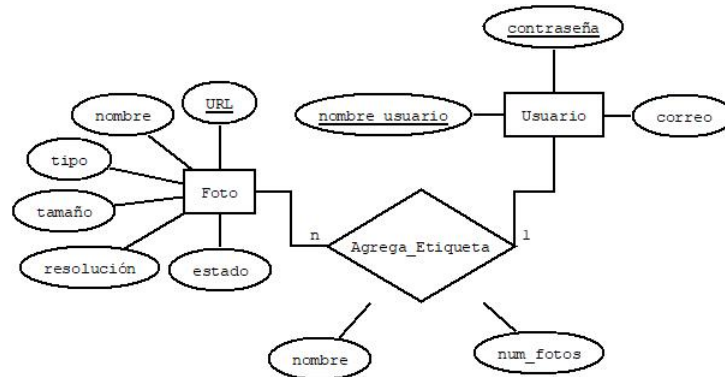 contraseña
URL
nombre
nombre usuario
Usuario
correo
tipo
Foto
tamaño
n
Agrega_Etiqueta
1
resolución
estado
nombre
num_fotos